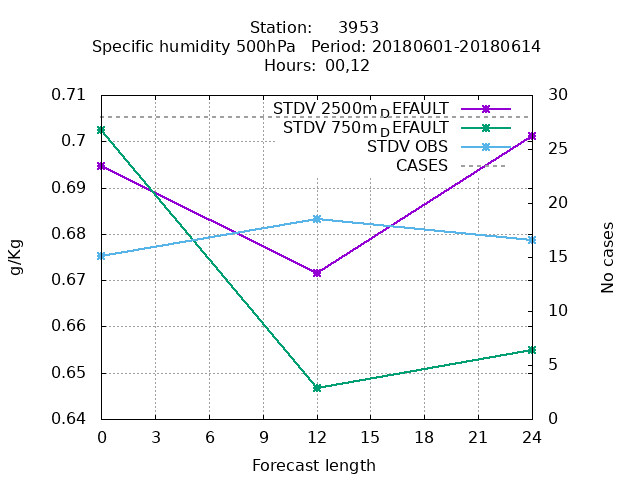 Station:     3953
Specific humidity 500hPa   Period: 20180601-20180614
Hours: 00,12
STDV 2500m_DEFAULT
STDV 750m_DEFAULT
STDV OBS
CASES
0.71
0.7
0.69
0.68
0.67
0.66
0.65
0.64
g/Kg
30
25
20
15
10
5
0
No cases
0 3 6 9 12 15 18 21 24
Forecast length